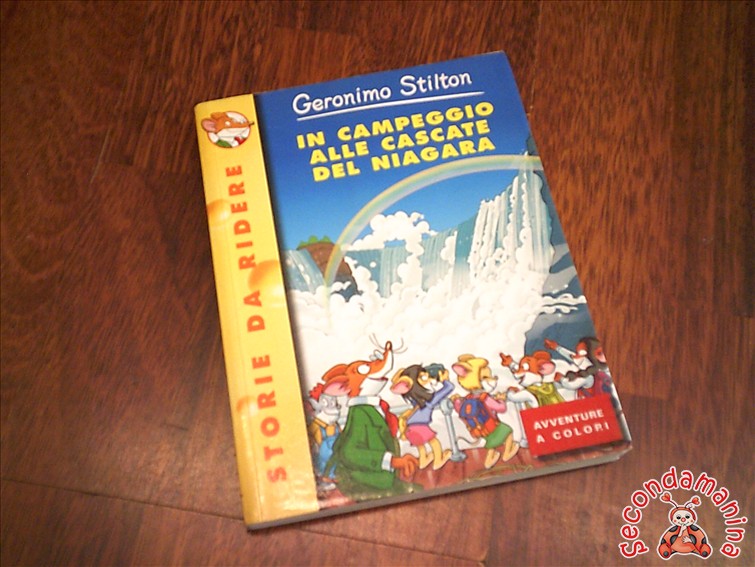 Geronimo Stilton
IN CAMPEGGIO
ALLE CASCATE
DEL NIAGARA
STORIE DA RIDERE
AVVENTURE
A COLORI
Secondamanina